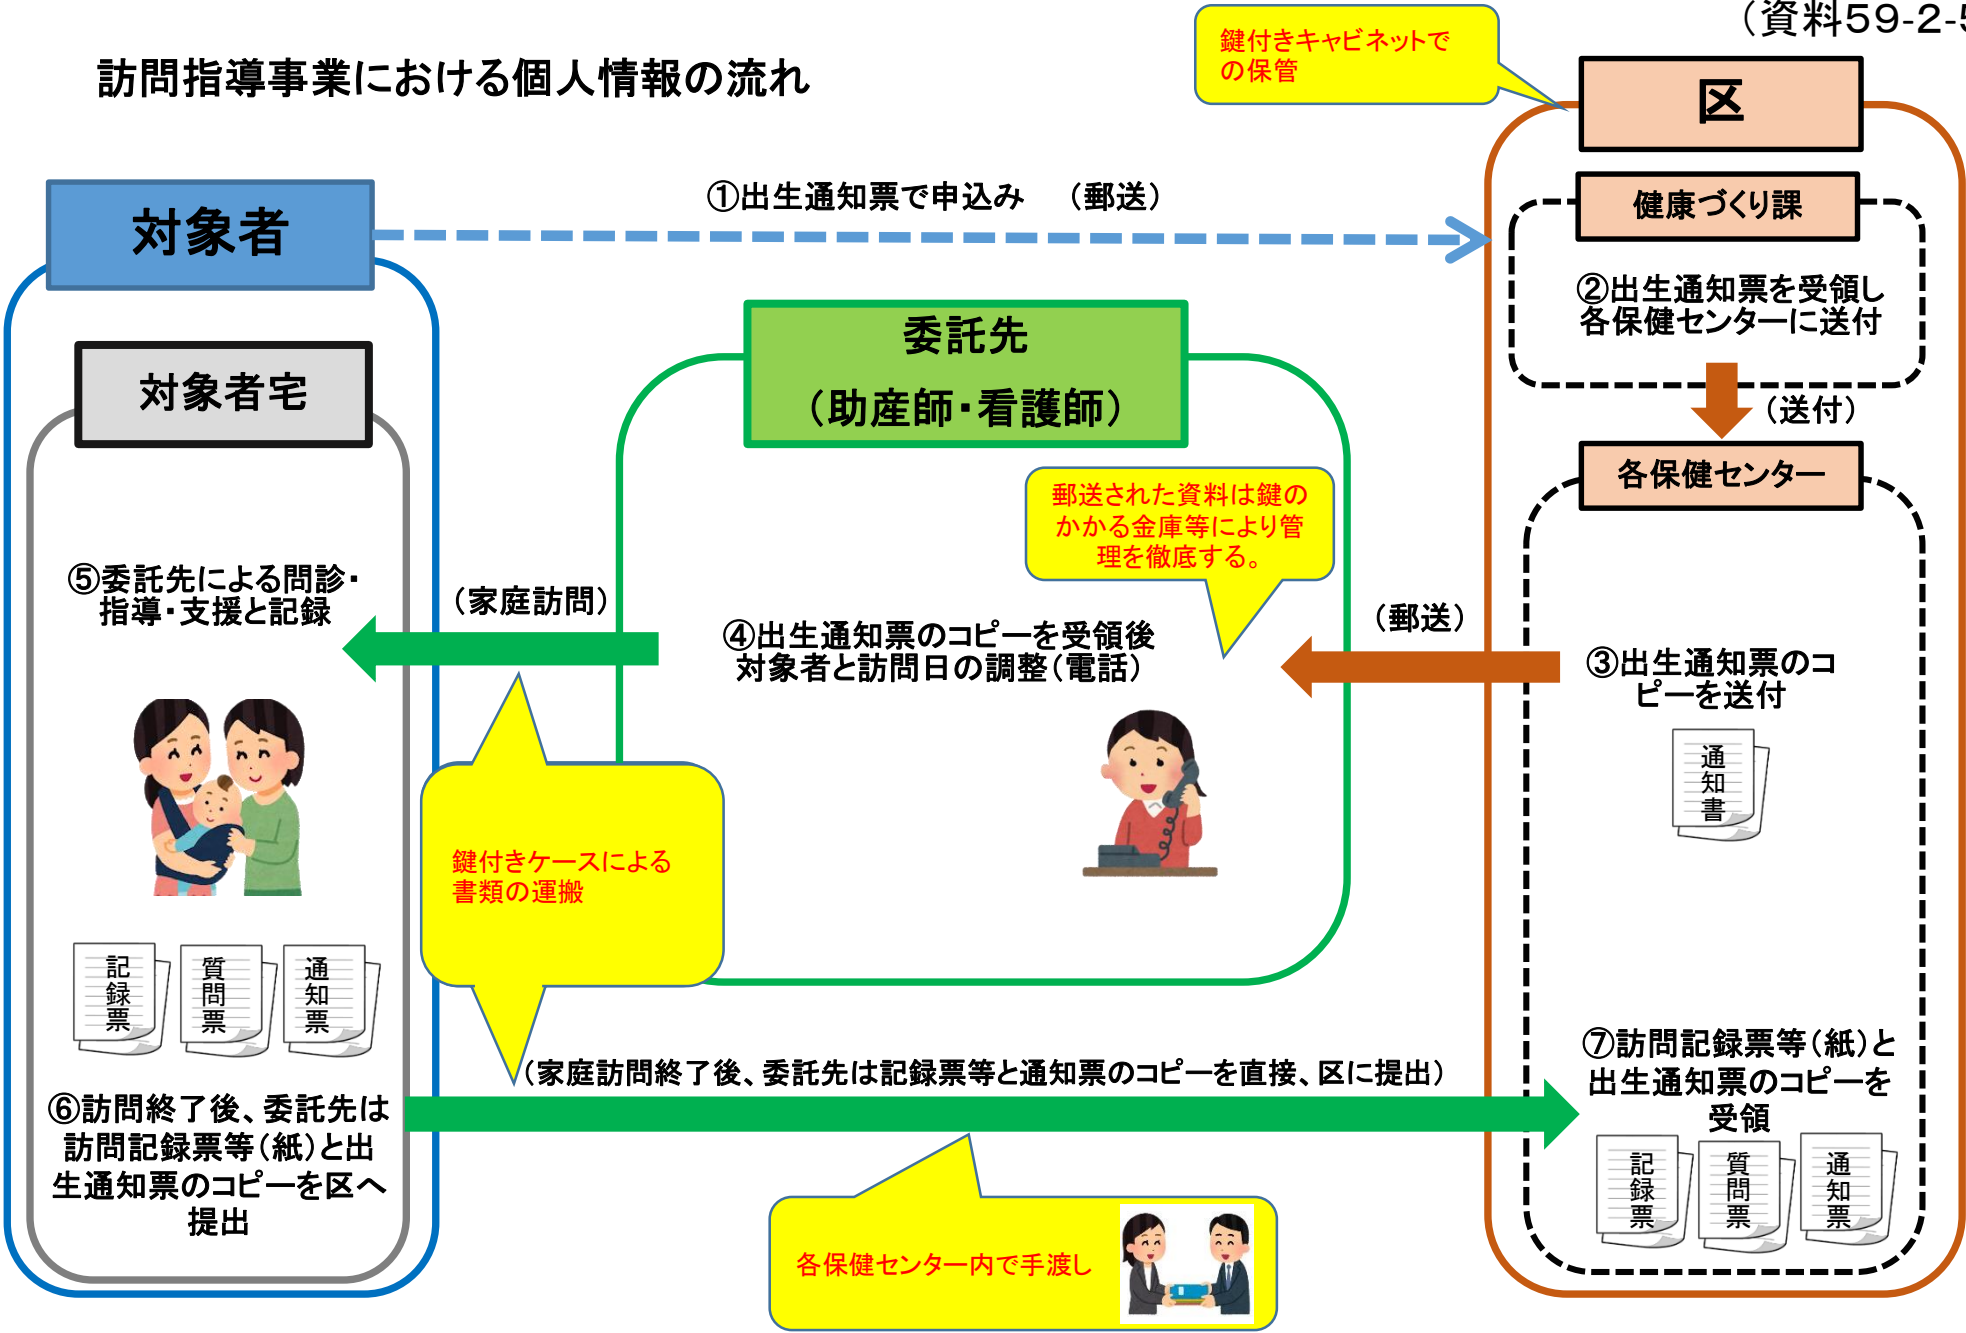 （資料59-2-5
訪問指導事業における個人情報の流れ
鍵付きキャビネットで
の保管
区
対象者
①出生通知票で申込み　（郵送）
健康づくり課
②出生通知票を受領し
各保健センターに送付
（送付）
委託先
（助産師・看護師）
対象者宅
各保健センター
郵送された資料は鍵の
かかる金庫等により管
理を徹底する。
⑤委託先による問診・
指導・支援と記録
（家庭訪問）
④出生通知票のコピーを受領後
対象者と訪問日の調整（電話）
（郵送）
③出生通知票のコ
ピーを送付
通知書
鍵付きケースによる
書類の運搬
記録票
質問票
通知票
（家庭訪問終了後、委託先は記録票等と通知票のコピーを直接、区に提出）
⑥訪問終了後、委託先は
訪問記録票等（紙）と出
生通知票のコピーを区へ
提出
⑦訪問記録票等（紙）と
出生通知票のコピーを
受領
記録票
質問票
通知票
各保健センター内で手渡し